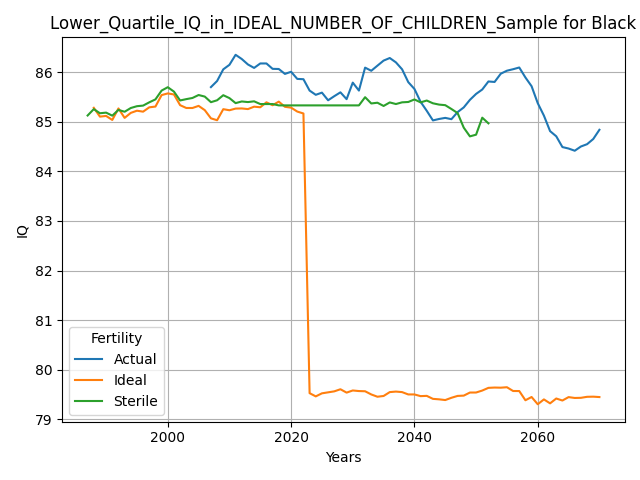 Lower_Quartile_IQ_in_IDEAL_NUMBER_OF_CHILDREN_Sample for Black
86
85
84
83
82
81
80
79
IQ
Fertility
Actual
Ideal
Sterile
2000
2020
2040
2060
Years